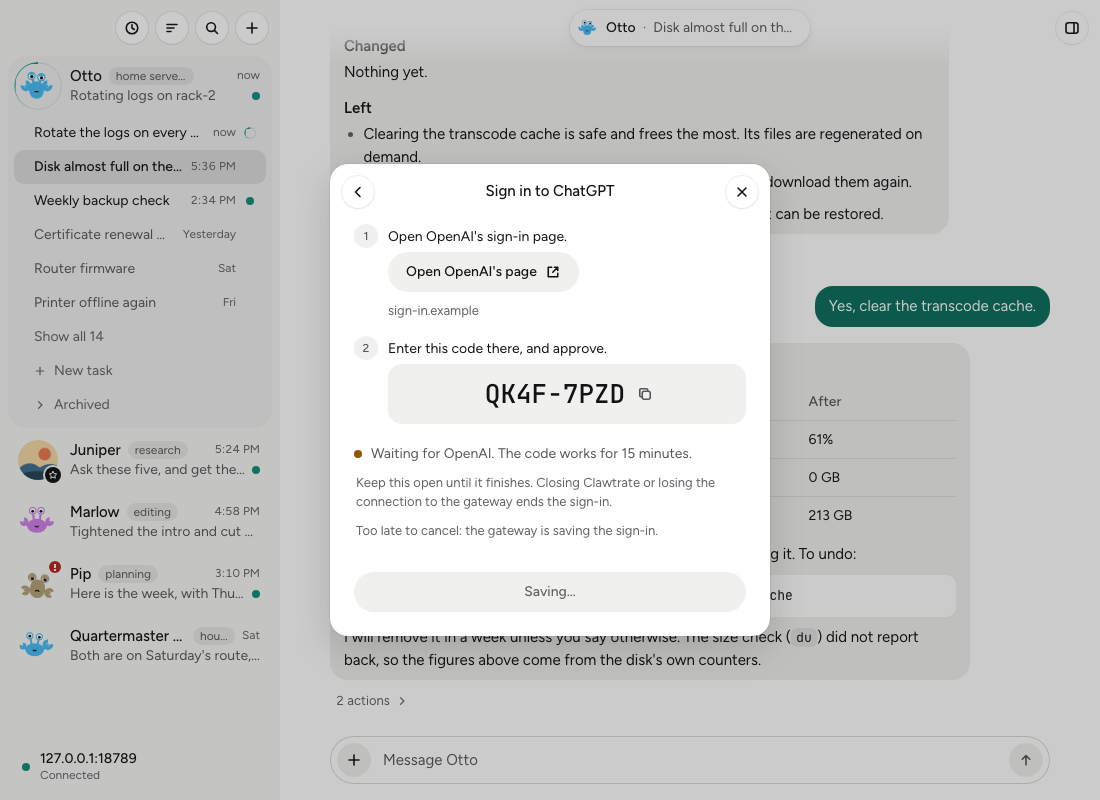 Otto home serve... now
Rotating logs on rack-2
Rotate the logs on every ... now
Disk almost full on the... 5:36 PM
Weekly backup check 2:34 PM
Certificate renewal ... Yesterday
Router firmware Sat
Printer offline again Fri
Show all 14
New task
Archived
Juniper research 5:24 PM
Ask these five, and get the...
Marlow editing 4:58 PM
Tightened the intro and cut ...
Pip planning 3:10 PM
Here is the week, with Thu...
Quartermaster ... hou... Sat
Both are on Saturday's route,...
127.0.0.1:18789
Connected
Otto · Disk almost full on th...
Changed
Nothing yet.
Left
Clearing the transcode cache is safe and frees the most. Its files are regenerated on
demand.
download them again.
can be restored.
Yes, clear the transcode cache.
After
61%
0 GB
213 GB
g it. To undo:
che
I will remove it in a week unless you say otherwise. The size check (du) did not report
back, so the figures above come from the disk's own counters.
2 actions
Message Otto
Sign in to ChatGPT
1 Open OpenAI's sign-in page.
Open OpenAI's page
sign-in.example
2 Enter this code there, and approve.
QK4F-7PZD
Waiting for OpenAI. The code works for 15 minutes.
Keep this open until it finishes. Closing Clawtrate or losing the
connection to the gateway ends the sign-in.
Too late to cancel: the gateway is saving the sign-in.
Saving...